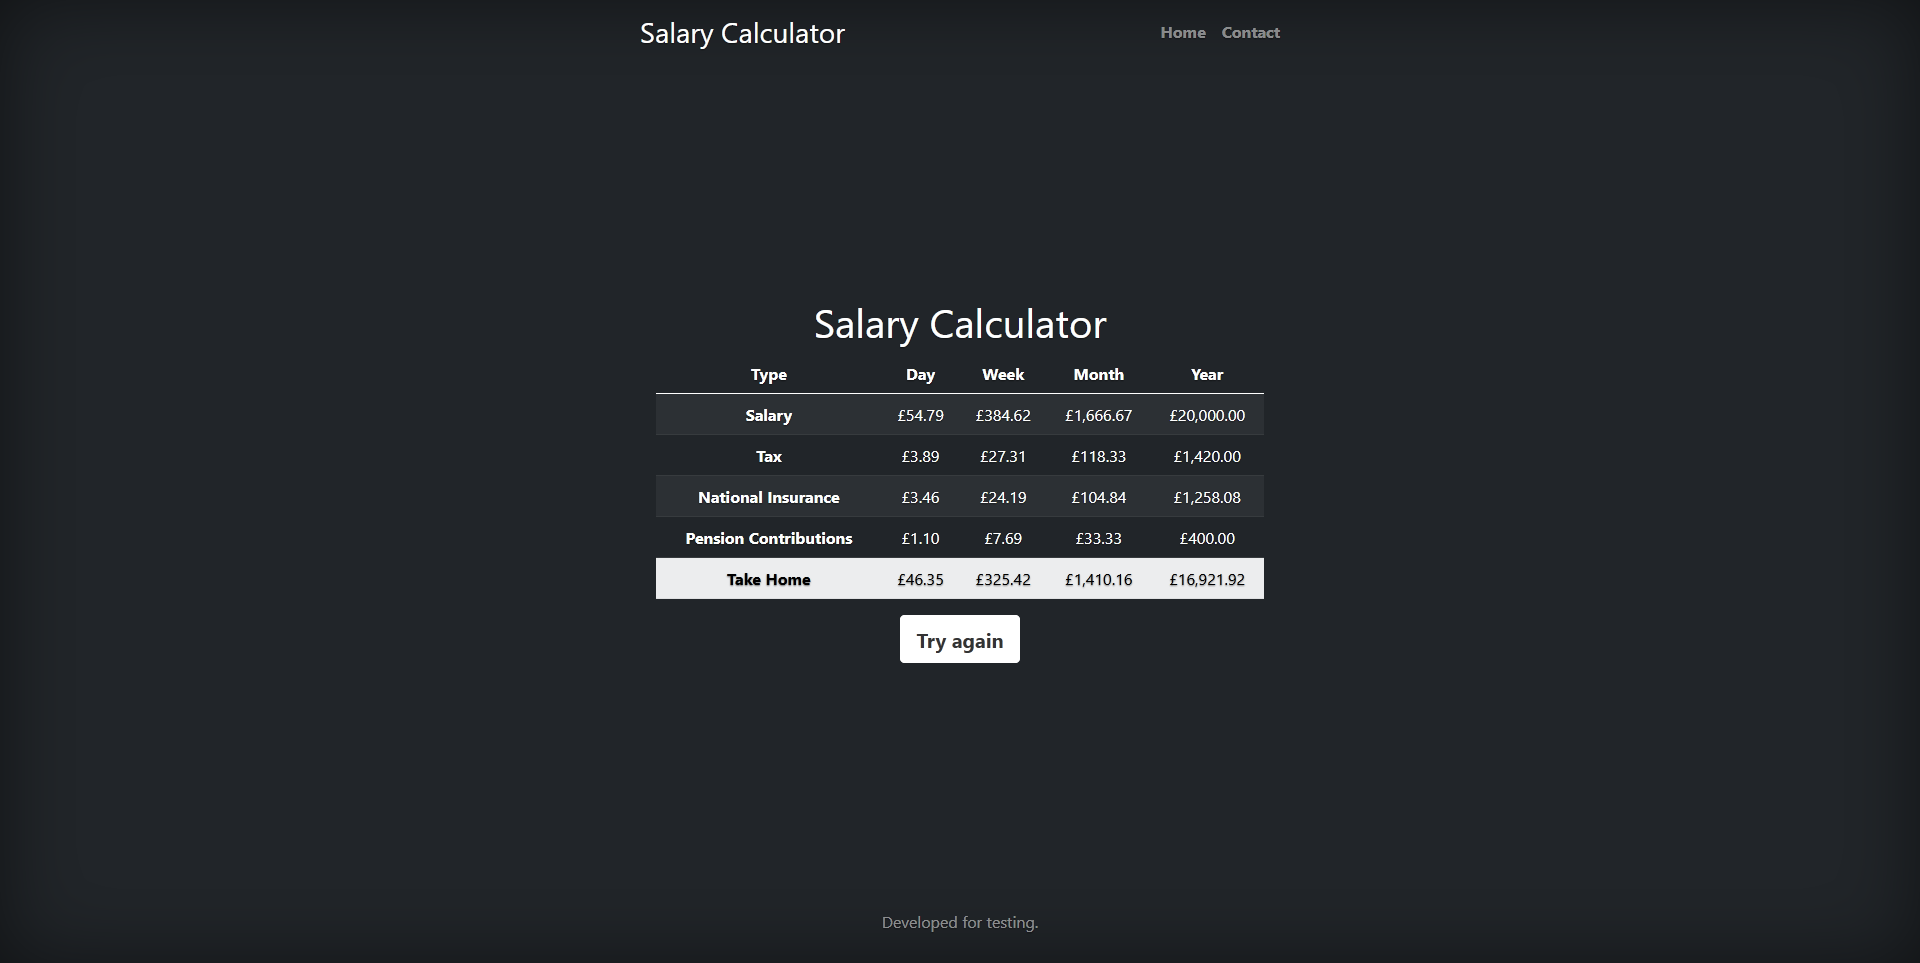 Salary Calculator
Home Contact
Salary Calculator
Type Day Week Month Year
Salary £54.79 £384.62 £1,666.67 £20,000.00
Tax £3.89 £27.31 £118.33 £1,420.00
National Insurance £3.46 £24.19 £104.84 £1,258.08
Pension Contributions £1.10 £7.69 £33.33 £400.00
Take Home £46.35 £325.42 £1,410.16 £16,921.92
Try again
Developed for testing.